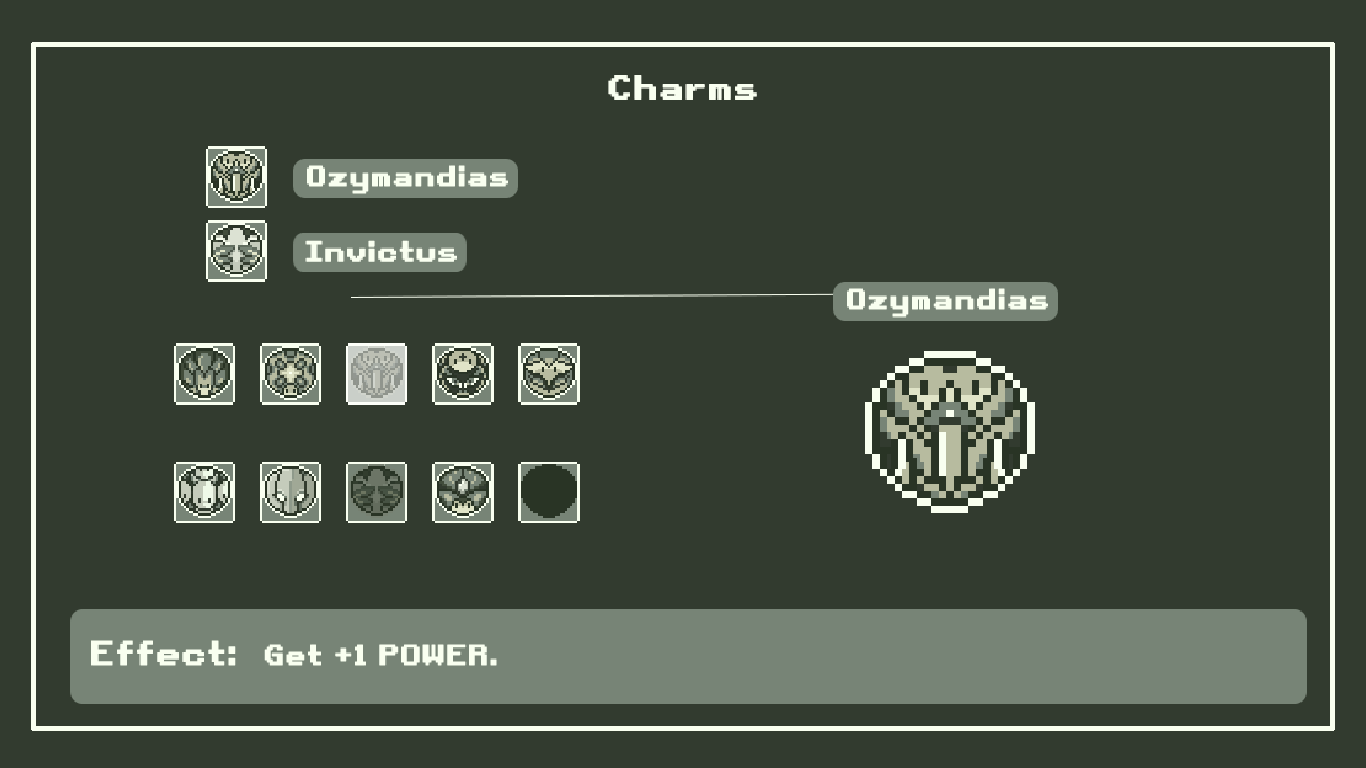 Charms
Ozymandias
Invictus
Ozymandias
Effect: Get +1 POWER.